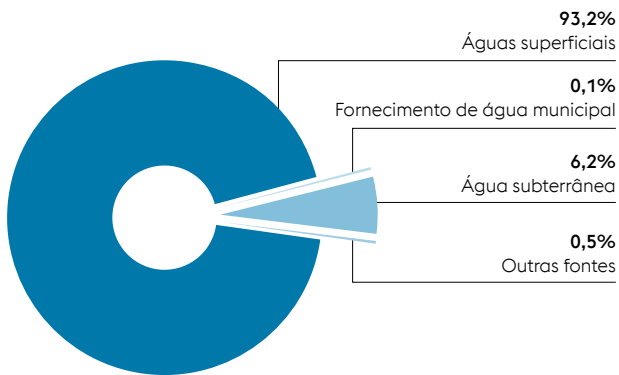 93,2%
Águas superficiais
0,1%
Fornecimento de água municipal
6,2%
Água subterrânea
0,5%
Outras fontes